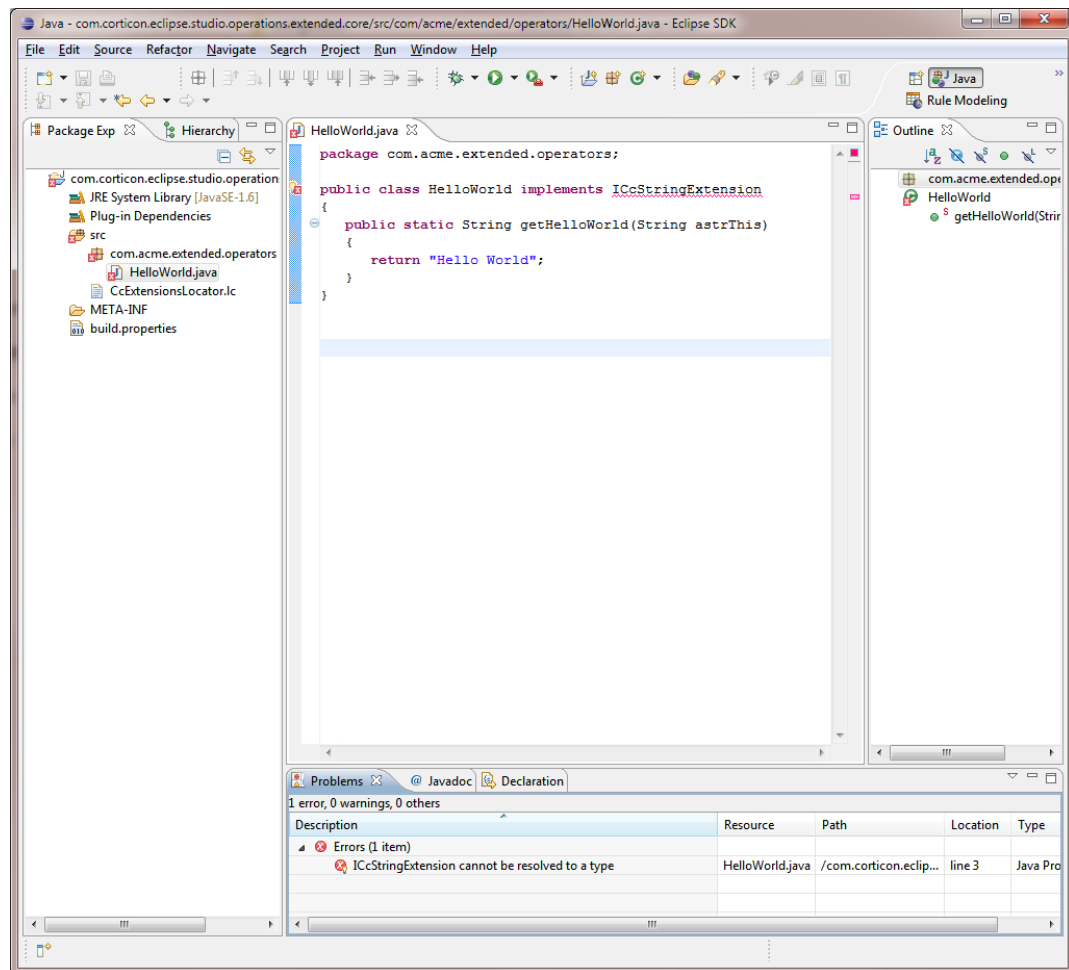 Java - com.corticon.eclipse.studio.operations.extended.core/src/com/acme/extended/operators/HelloWorld.java - Eclipse SDK
File Edit Source Refactor Navigate Search Project Run Window Help
Java
Rule Modeling
Package Exp
Hierarchy
com.corticon.eclipse.studio.operation
JRE System Library [JavaSE-1.6]
Plug-in Dependencies
src
com.acme.extended.operators
HelloWorld.java
CcExtensionsLocator.lc
META-INF
build.properties
HelloWorld.java
package com.acme.extended.operators;
public class HelloWorld implements ICcStringExtension
{
public static String getHelloWorld(String astrThis)
{
return "Hello World";
}
}
Outline
com.acme.extended.ope
HelloWorld
S getHelloWorld(Strin
Problems @ Javadoc Declaration
1 error, 0 warnings, 0 others
Description Resource Path Location Type
Errors (1 item)
ICcStringExtension cannot be resolved to a type HelloWorld.java /com.corticon.eclip... line 3 Java Pro